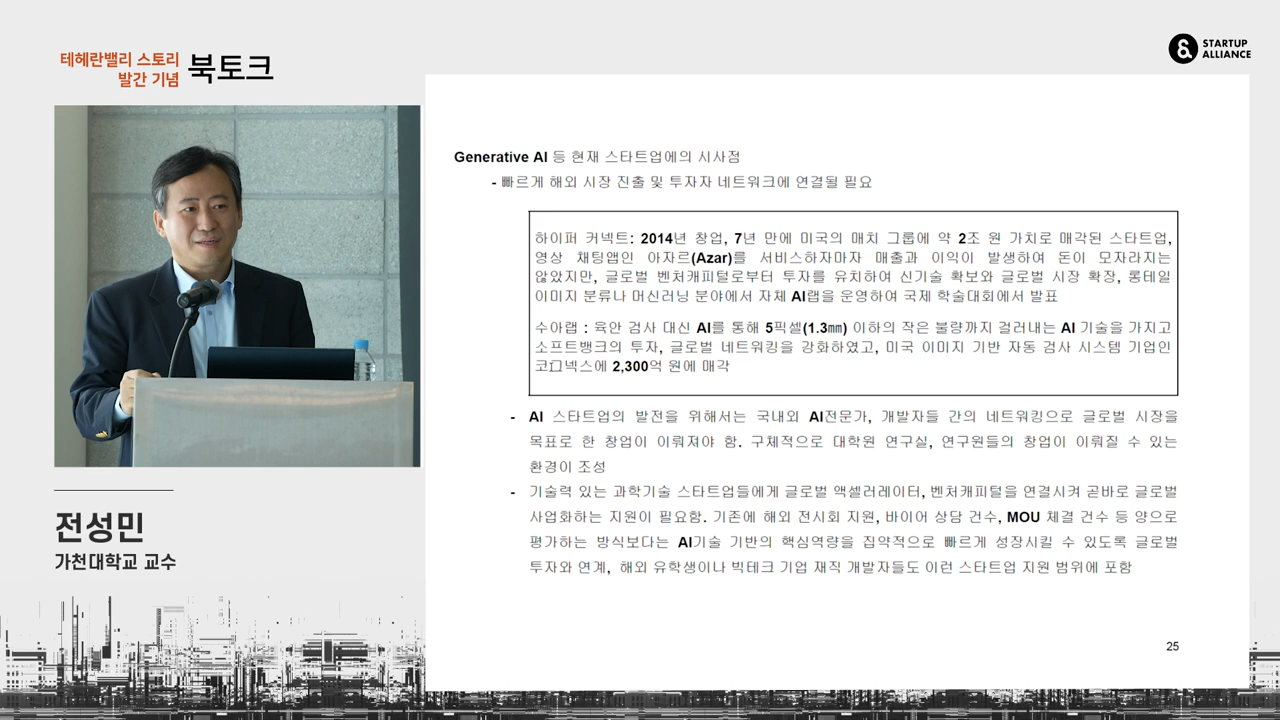 테헤란밸리 스토리
발간 기념
북토크
STARTUP
ALLIANCE
Generative AI 등 현재 스타트업에의 시사점
- 빠르게 해외 시장 진출 및 투자자 네트워크에 연결될 필요
하이퍼 커넥트: 2014년 창업, 7년 만에 미국의 매치 그룹에 약 2조 원 가치로 매각된 스타트업,
영상 채팅앱인 아자르(Azar)를 서비스하자마자 매출과 이익이 발생하여 돈이 모자라지는
않았지만, 글로벌 벤처캐피털로부터 투자를 유치하여 신기술 확보와 글로벌 시장 확장, 롱테일
이미지 분류나 머신러닝 분야에서 자체 AI랩을 운영하여 국제 학술대회에서 발표
수아랩 : 육안 검사 대신 AI를 통해 5픽셀(1.3㎜) 이하의 작은 불량까지 걸러내는 AI 기술을 가지고
소프트뱅크의 투자, 글로벌 네트워킹을 강화하였고, 미국 이미지 기반 자동 검사 시스템 기업인
2,300억 원에 매각
- AI 스타트업의 발전을 위해서는 국내외 AI전문가, 개발자들 간의 네트워킹으로 글로벌 시장을
목표로 한 창업이 이뤄져야 함. 구체적으로 대학원 연구실, 연구원들의 창업이 이뤄질 수 있는
환경이 조성
- 기술력 있는 과학기술 스타트업들에게 글로벌 액셀러레이터, 벤처캐피털을 연결시켜 곧바로 글로벌
사업화하는 지원이 필요함. 기존에 해외 전시회 지원, 바이어 상담 건수, MOU 체결 건수 등 양으로
평가하는 방식보다는 AI기술 기반의 핵심역량을 집약적으로 빠르게 성장시킬 수 있도록 글로벌
투자와 연계, 해외 유학생이나 빅테크 기업 재직 개발자들도 이런 스타트업 지원 범위에 포함
25
전성민
가천대학교 교수